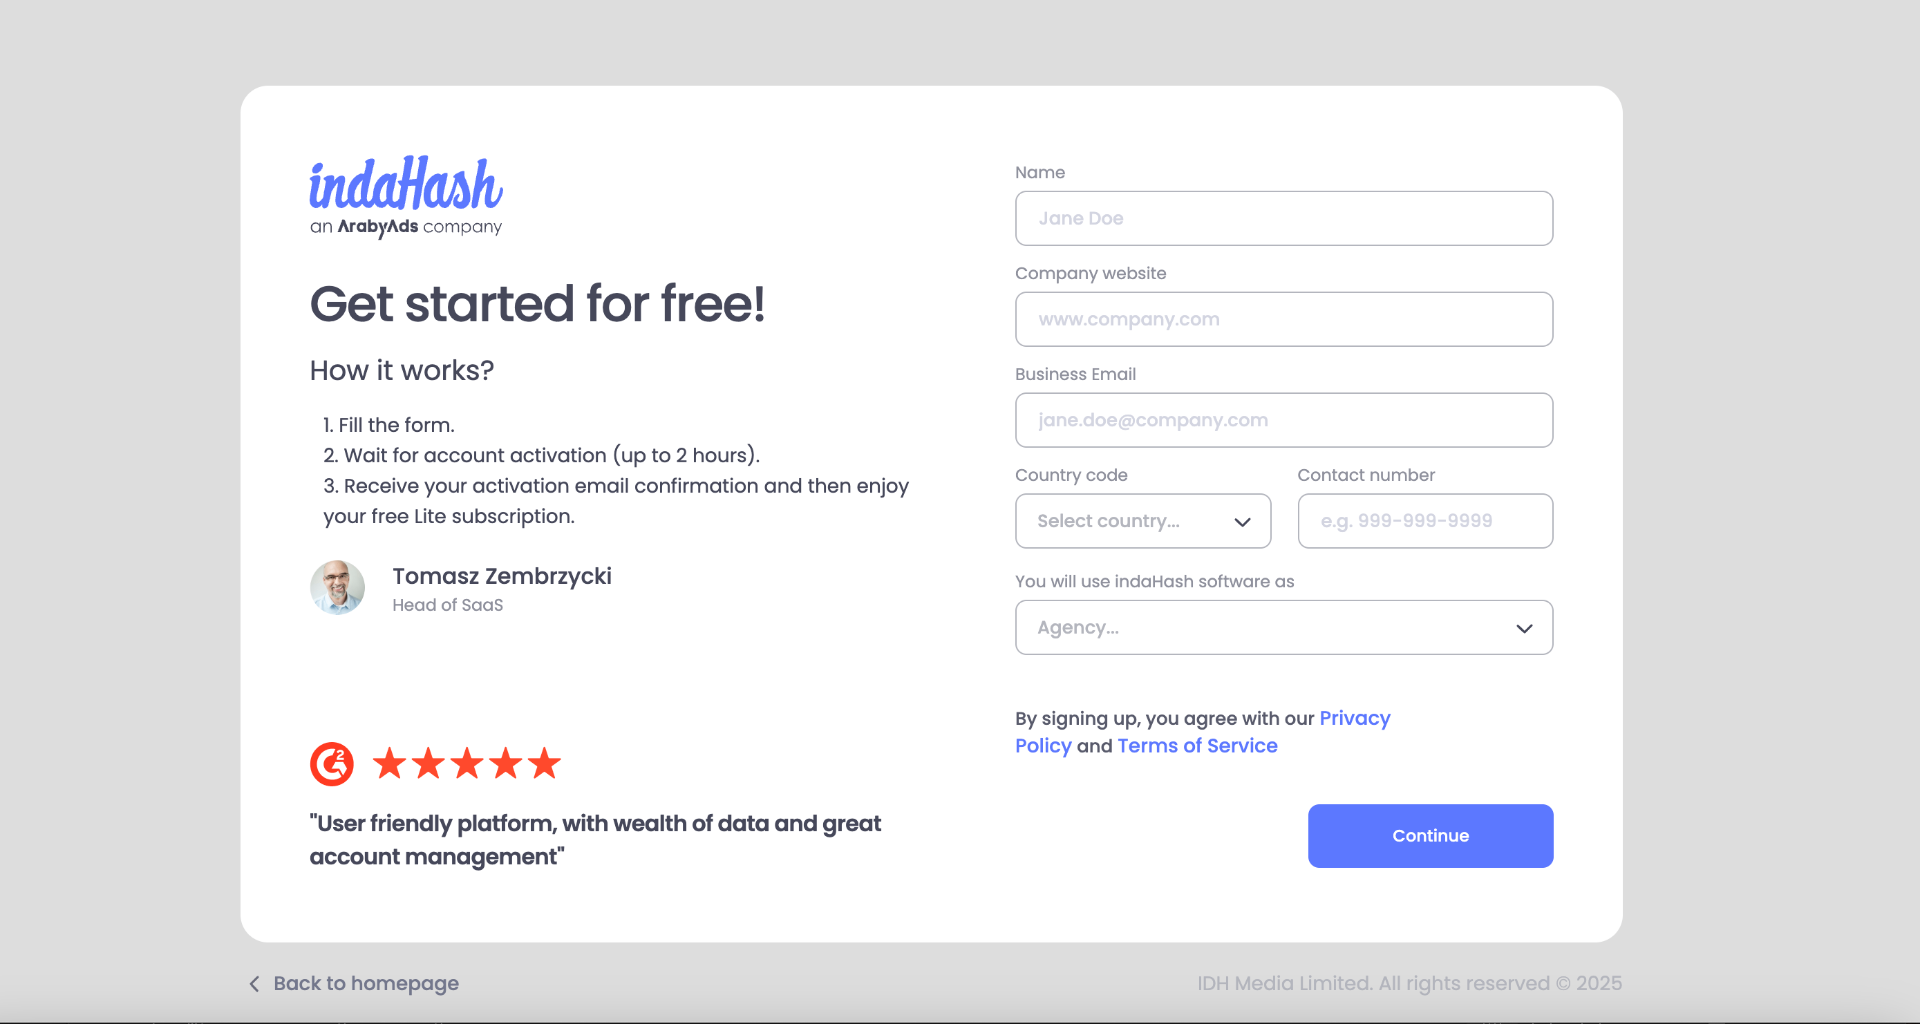 indaHash
an ArabyAds company
Get started for free!
How it works?
1. Fill the form.
2. Wait for account activation (up to 2 hours).
3. Receive your activation email confirmation and then enjoy
your free Lite subscription.
Tomasz Zembrzycki
Head of SaaS
G2
"User friendly platform, with wealth of data and great
account management"
Name
Jane Doe
Company website
www.company.com
Business Email
jane.doe@company.com
Country code
Contact number
Select country...
e.g. 999-999-9999
You will use indaHash software as
Agency...
By signing up, you agree with our Privacy
Policy and Terms of Service
Continue
Back to homepage
IDH Media Limited. All rights reserved © 2025